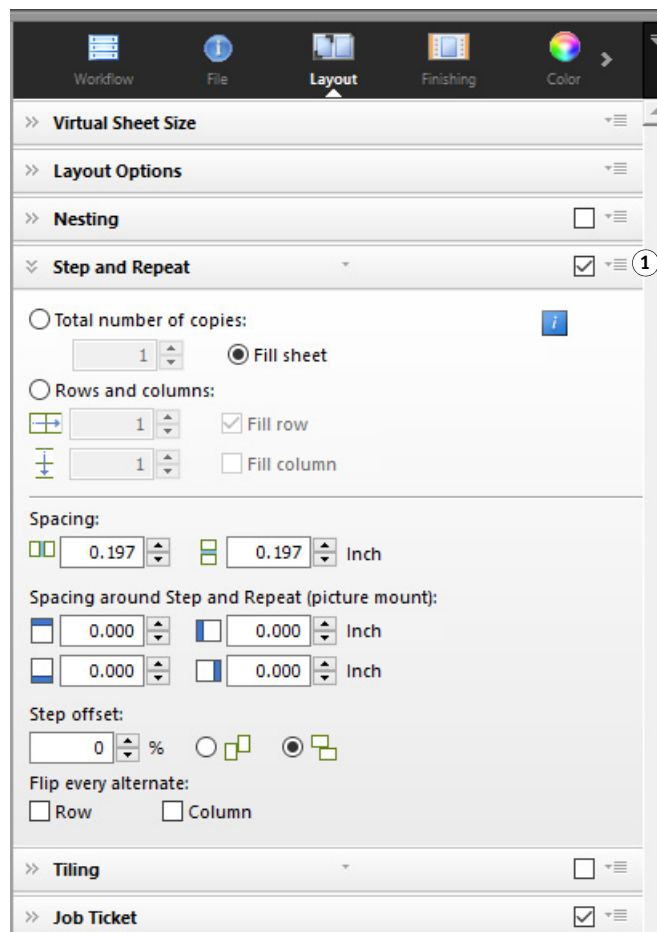 Workflow File Layout Finishing Color
Virtual Sheet Size
Layout Options
Nesting
Step and Repeat 1
Total number of copies: i
1 Fill sheet
Rows and columns:
1 Fill row
1 Fill column
Spacing:
0.197 0.197 Inch
Spacing around Step and Repeat (picture mount):
0.000 0.000 Inch
0.000 0.000 Inch
Step offset:
0 %
Flip every alternate:
Row Column
Tiling
Job Ticket